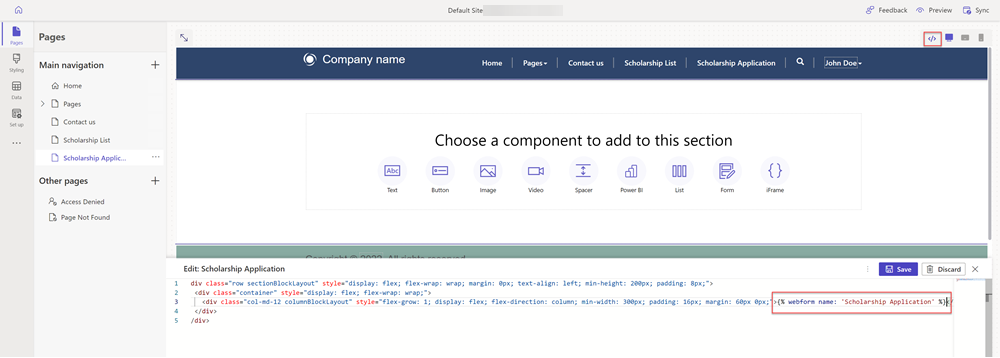 Default Site
Feedback
Preview
Sync
Pages
Styling
Data
Set up
Pages
Main navigation
Home
Pages
Contact us
Scholarship List
Scholarship Applic...
Other pages
Access Denied
Page Not Found
</>
Company name
Home
Pages
Contact us
Scholarship List
Scholarship Application
John Doe
Choose a component to add to this section
Abc
Text
Button
Image
Video
Spacer
Power BI
List
Form
iFrame
Edit: Scholarship Application
Save
Discard
1 div class="row sectionBlockLayout" style="display: flex; flex-wrap: wrap; margin: 0px; text-align: left; min-height: 200px; padding: 8px;">
2 <div class="container" style="display: flex; flex-wrap: wrap;">
3 <div class="col-md-12 columnBlockLayout" style="flex-grow: 1; display: flex; flex-direction: column; min-width: 300px; padding: 16px; margin: 60px 0px;">{% webform name: 'Scholarship Application' %}</
4 </div>
5 /div>